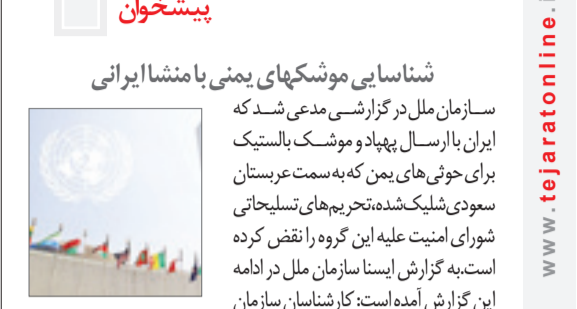 پیشخوان
شناسایی موشکهای یمنی با منشا ایرانی
سازمان ملل در گزارشی مدعی شد که
ایران با ارسال پهپاد و موشک بالستیک
برای حوثی‌های یمن که به سمت عربستان
سعودی شلیک شده،تحریم‌های تسلیحاتی
شورای امنیت علیه این گروه را نقض کرده
است.به گزارش ایسنا سازمان ملل در ادامه
این گزارش آمده است: کارشناسان سازمان
www.tejaratonline.